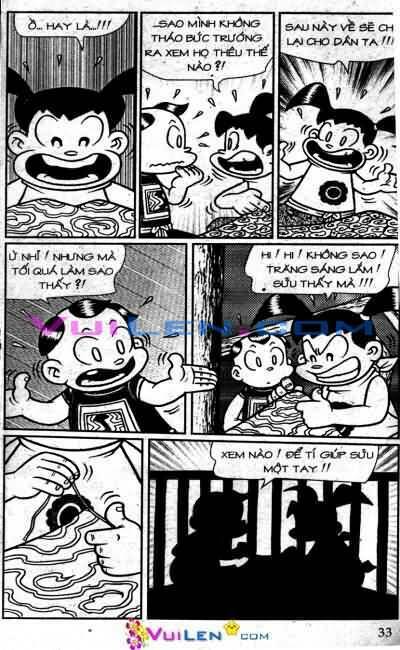 Ồ... HAY LÀ...!!!
...SAO MÌNH KHÔNG
THÁO BỨC TRƯỚNG
RA XEM HỌ THÊU THẾ
NÀO ?!
SAU NÀY VỀ SẼ CHỈ
LẠI CHO DÂN TA !!!
Ừ NHỈ ! NHƯNG MÀ
TỐI QUÁ LÀM SAO
THẤY ?!
HI ! HI ! KHÔNG SAO !
TRĂNG SÁNG LẮM !
SỬU THẤY MÀ !!!
VUILEN.COM
XEM NÀO ! ĐỂ TÍ GIÚP SỬU
MỘT TAY !!
33
VUILEN.COM